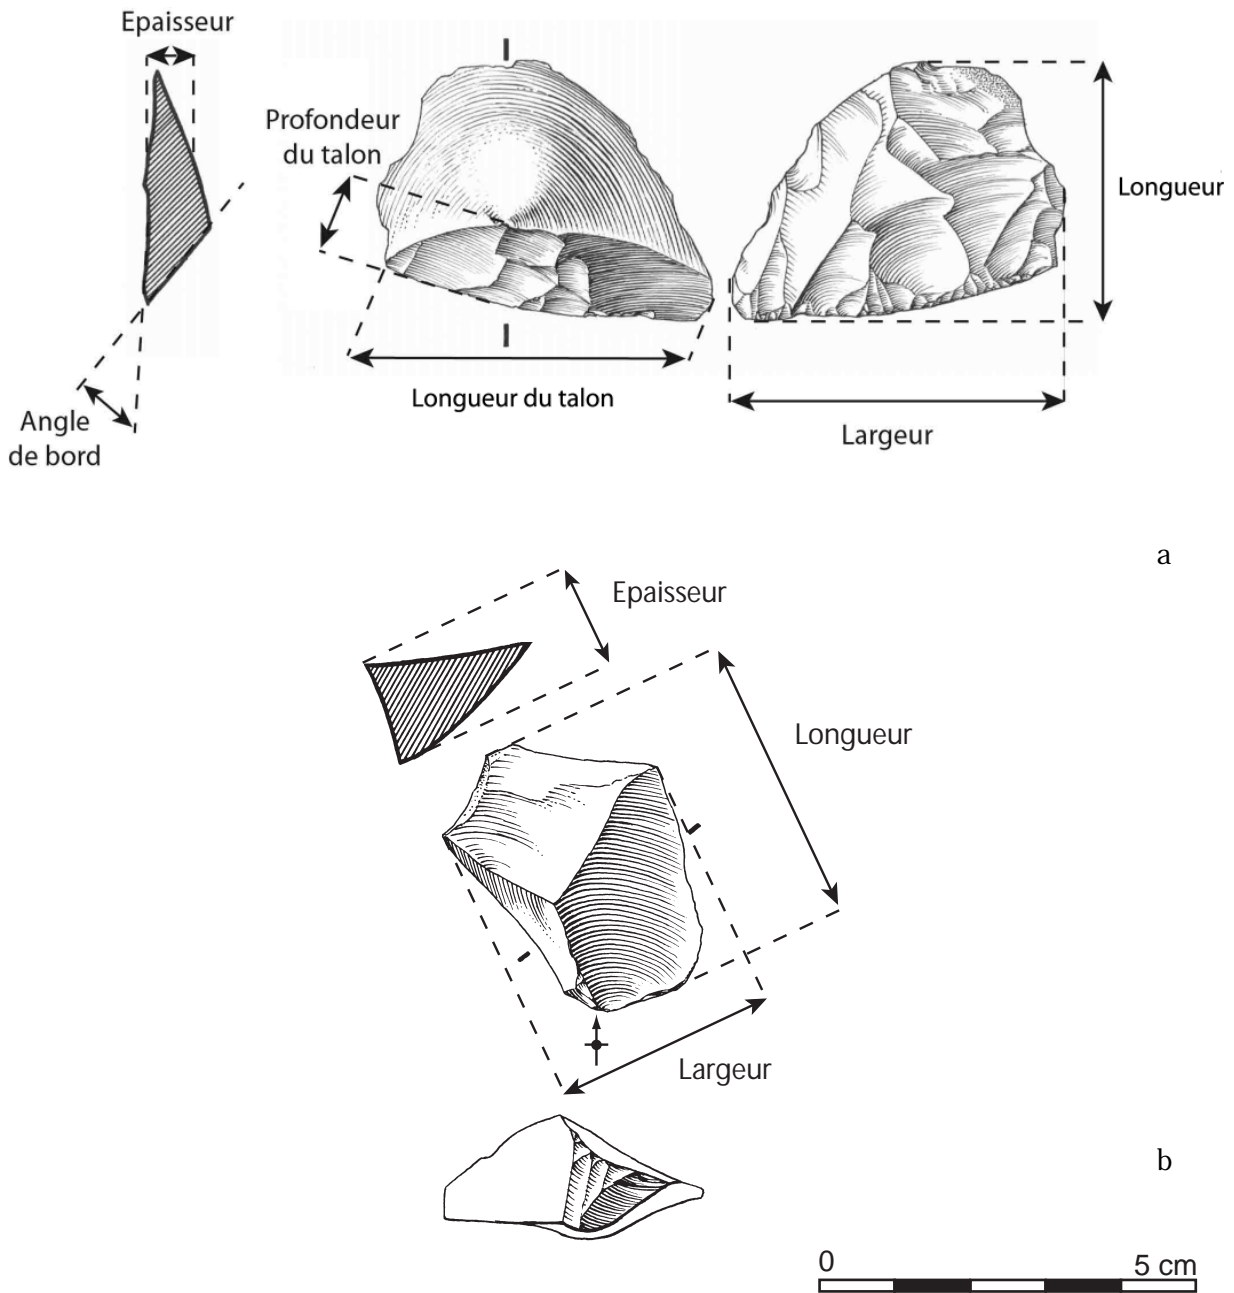 Epaisseur
Profondeur
du talon
Longueur
Longueur du talon
Angle
de bord
Largeur
a
Epaisseur
Longueur
Largeur
b
0 5 cm